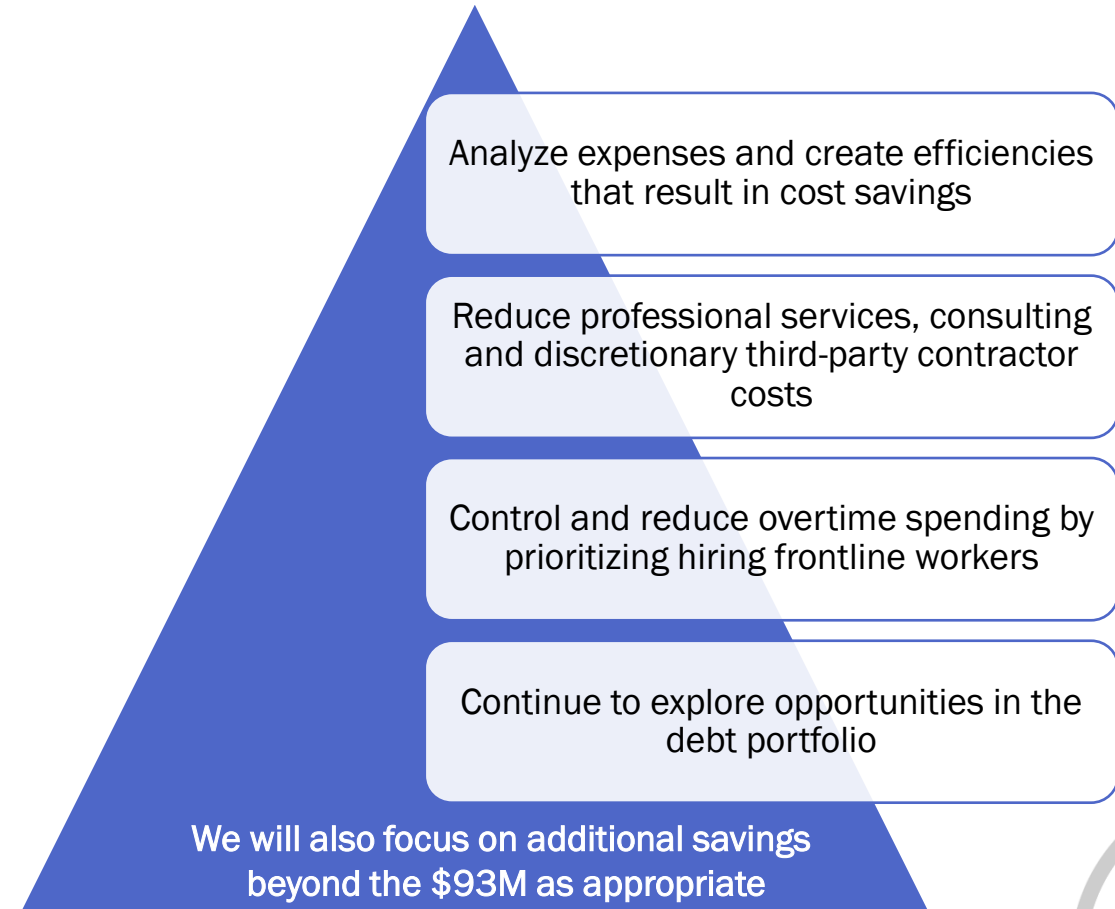 Analyze expenses and create efficiencies
that result in cost savings
Reduce professional services, consulting
and discretionary third-party contractor
costs
Control and reduce overtime spending by
prioritizing hiring frontline workers
Continue to explore opportunities in the
debt portfolio
We will also focus on additional savings
beyond the $93M as appropriate